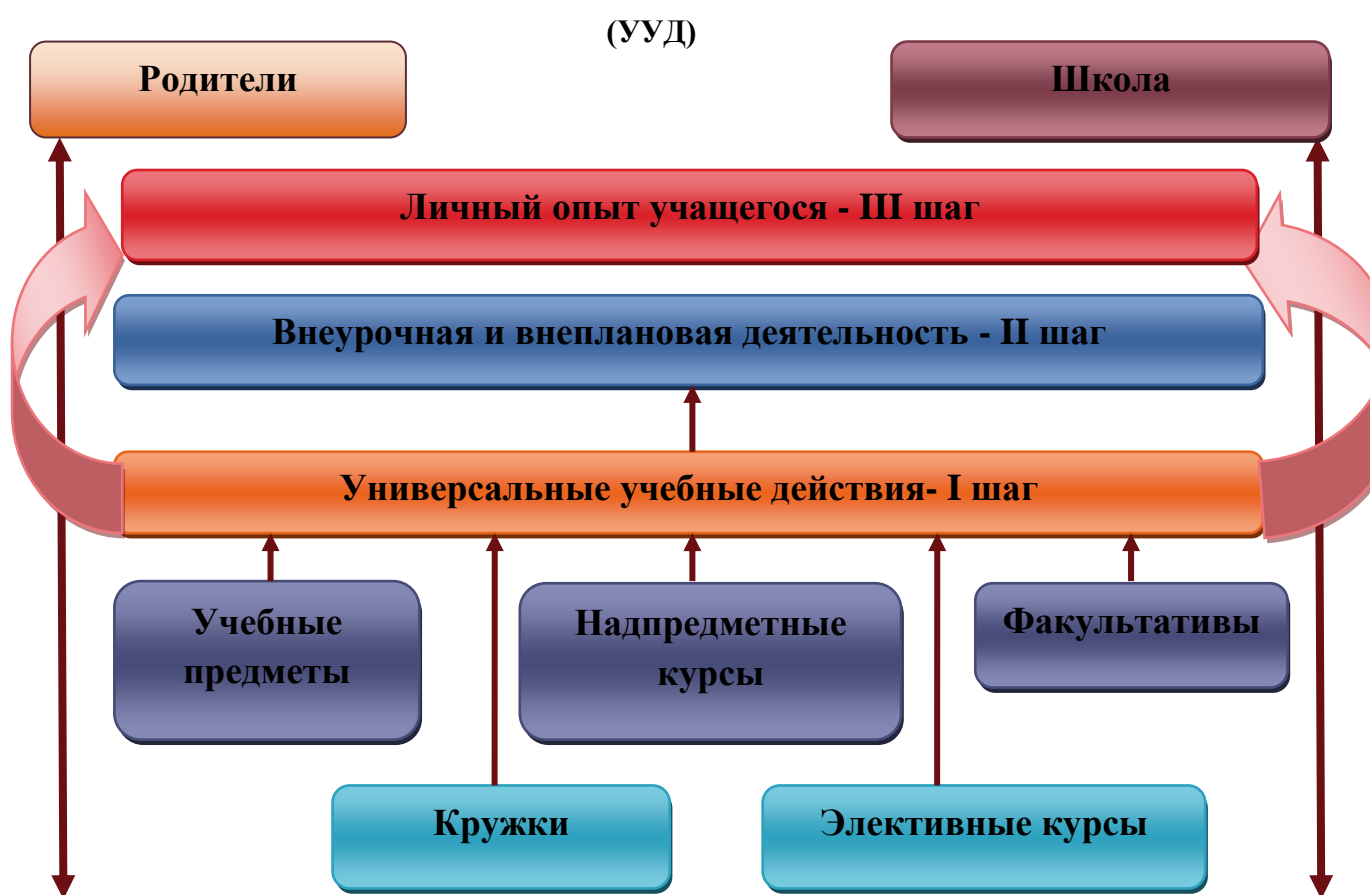 (УУД)
Родители
Школа
Личный опыт учащегося - III шаг
Внеурочная и внеплановая деятельность - II шаг
Универсальные учебные действия- I шаг
Учебные
предметы
Надпредметные
курсы
Факультативы
Кружки
Элективные курсы